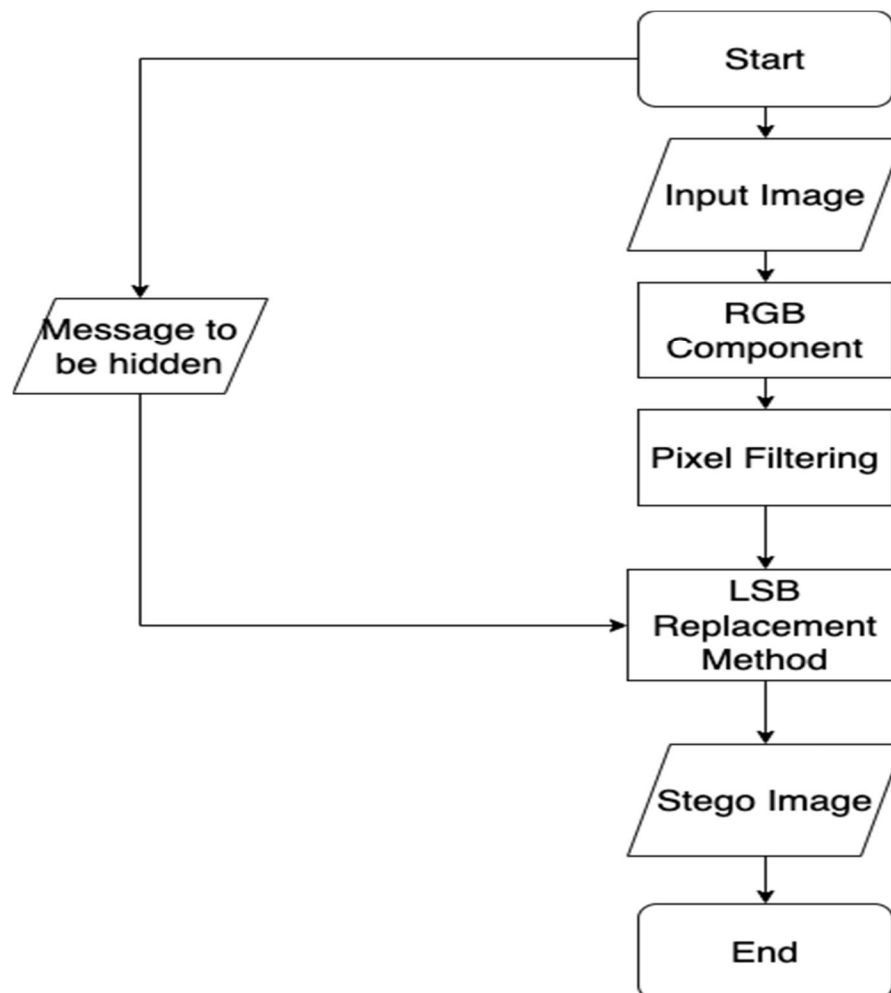 Start
Input Image
RGB
Component
Message to
be hidden
Pixel Filtering
LSB
Replacement
Method
Stego Image
End